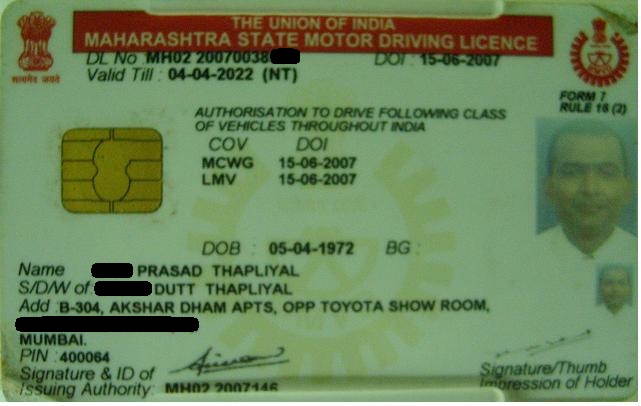 THE UNION OF INDIA
MAHARASHTRA STATE MOTOR DRIVING LICENCE
DL No MH02 20070038 DOI : 15-06-2007
Valid Till : 04-04-2022 (NT)
FORM 7
RULE 16 (2)
सत्यमेव जयते
AUTHORISATION TO DRIVE FOLLOWING CLASS
OF VEHICLES THROUGHOUT INDIA
COV DOI
MCWG 15-06-2007
LMV 15-06-2007
DOB : 05-04-1972 BG :
Name PRASAD THAPLIYAL
S/D/W of DUTT THAPLIYAL
Add : B-304, AKSHAR DHAM APTS, OPP TOYOTA SHOW ROOM,
MUMBAI.
PIN : 400064
Signature & ID of
Issuing Authority: MH02 2007146
Signature/Thumb
Impression of Holder